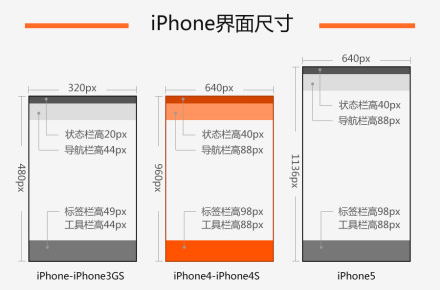 iPhone界面尺寸
320px
640px
640px
480px
960px
1136px
状态栏高20px
导航栏高44px
标签栏高49px
工具栏高44px
状态栏高40px
导航栏高88px
标签栏高98px
工具栏高88px
状态栏高40px
导航栏高88px
标签栏高98px
工具栏高88px
iPhone-iPhone3GS
iPhone4-iPhone4S
iPhone5